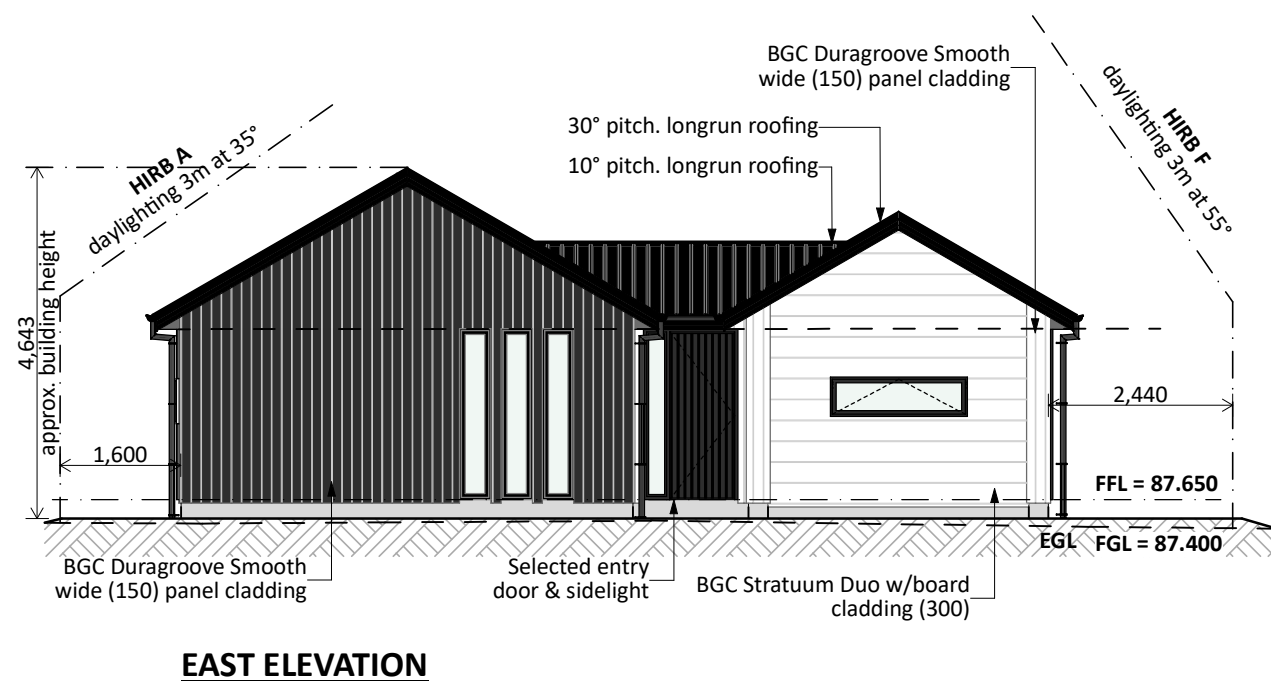 BGC Duragroove Smooth
wide (150) panel cladding
30° pitch. longrun roofing
10° pitch. longrun roofing
HIRB A
daylighting 3m at 35°
HIRB F
daylighting 3m at 55°
4,643
approx. building height
1,600
2,440
FFL = 87.650
EGL FGL = 87.400
BGC Duragroove Smooth
wide (150) panel cladding
Selected entry
door & sidelight
BGC Stratuum Duo w/board
cladding (300)
EAST ELEVATION